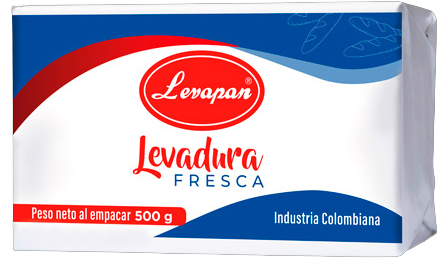 Levapan®
Levadura
FRESCA
Peso neto al empacar 500 g
Industria Colombiana